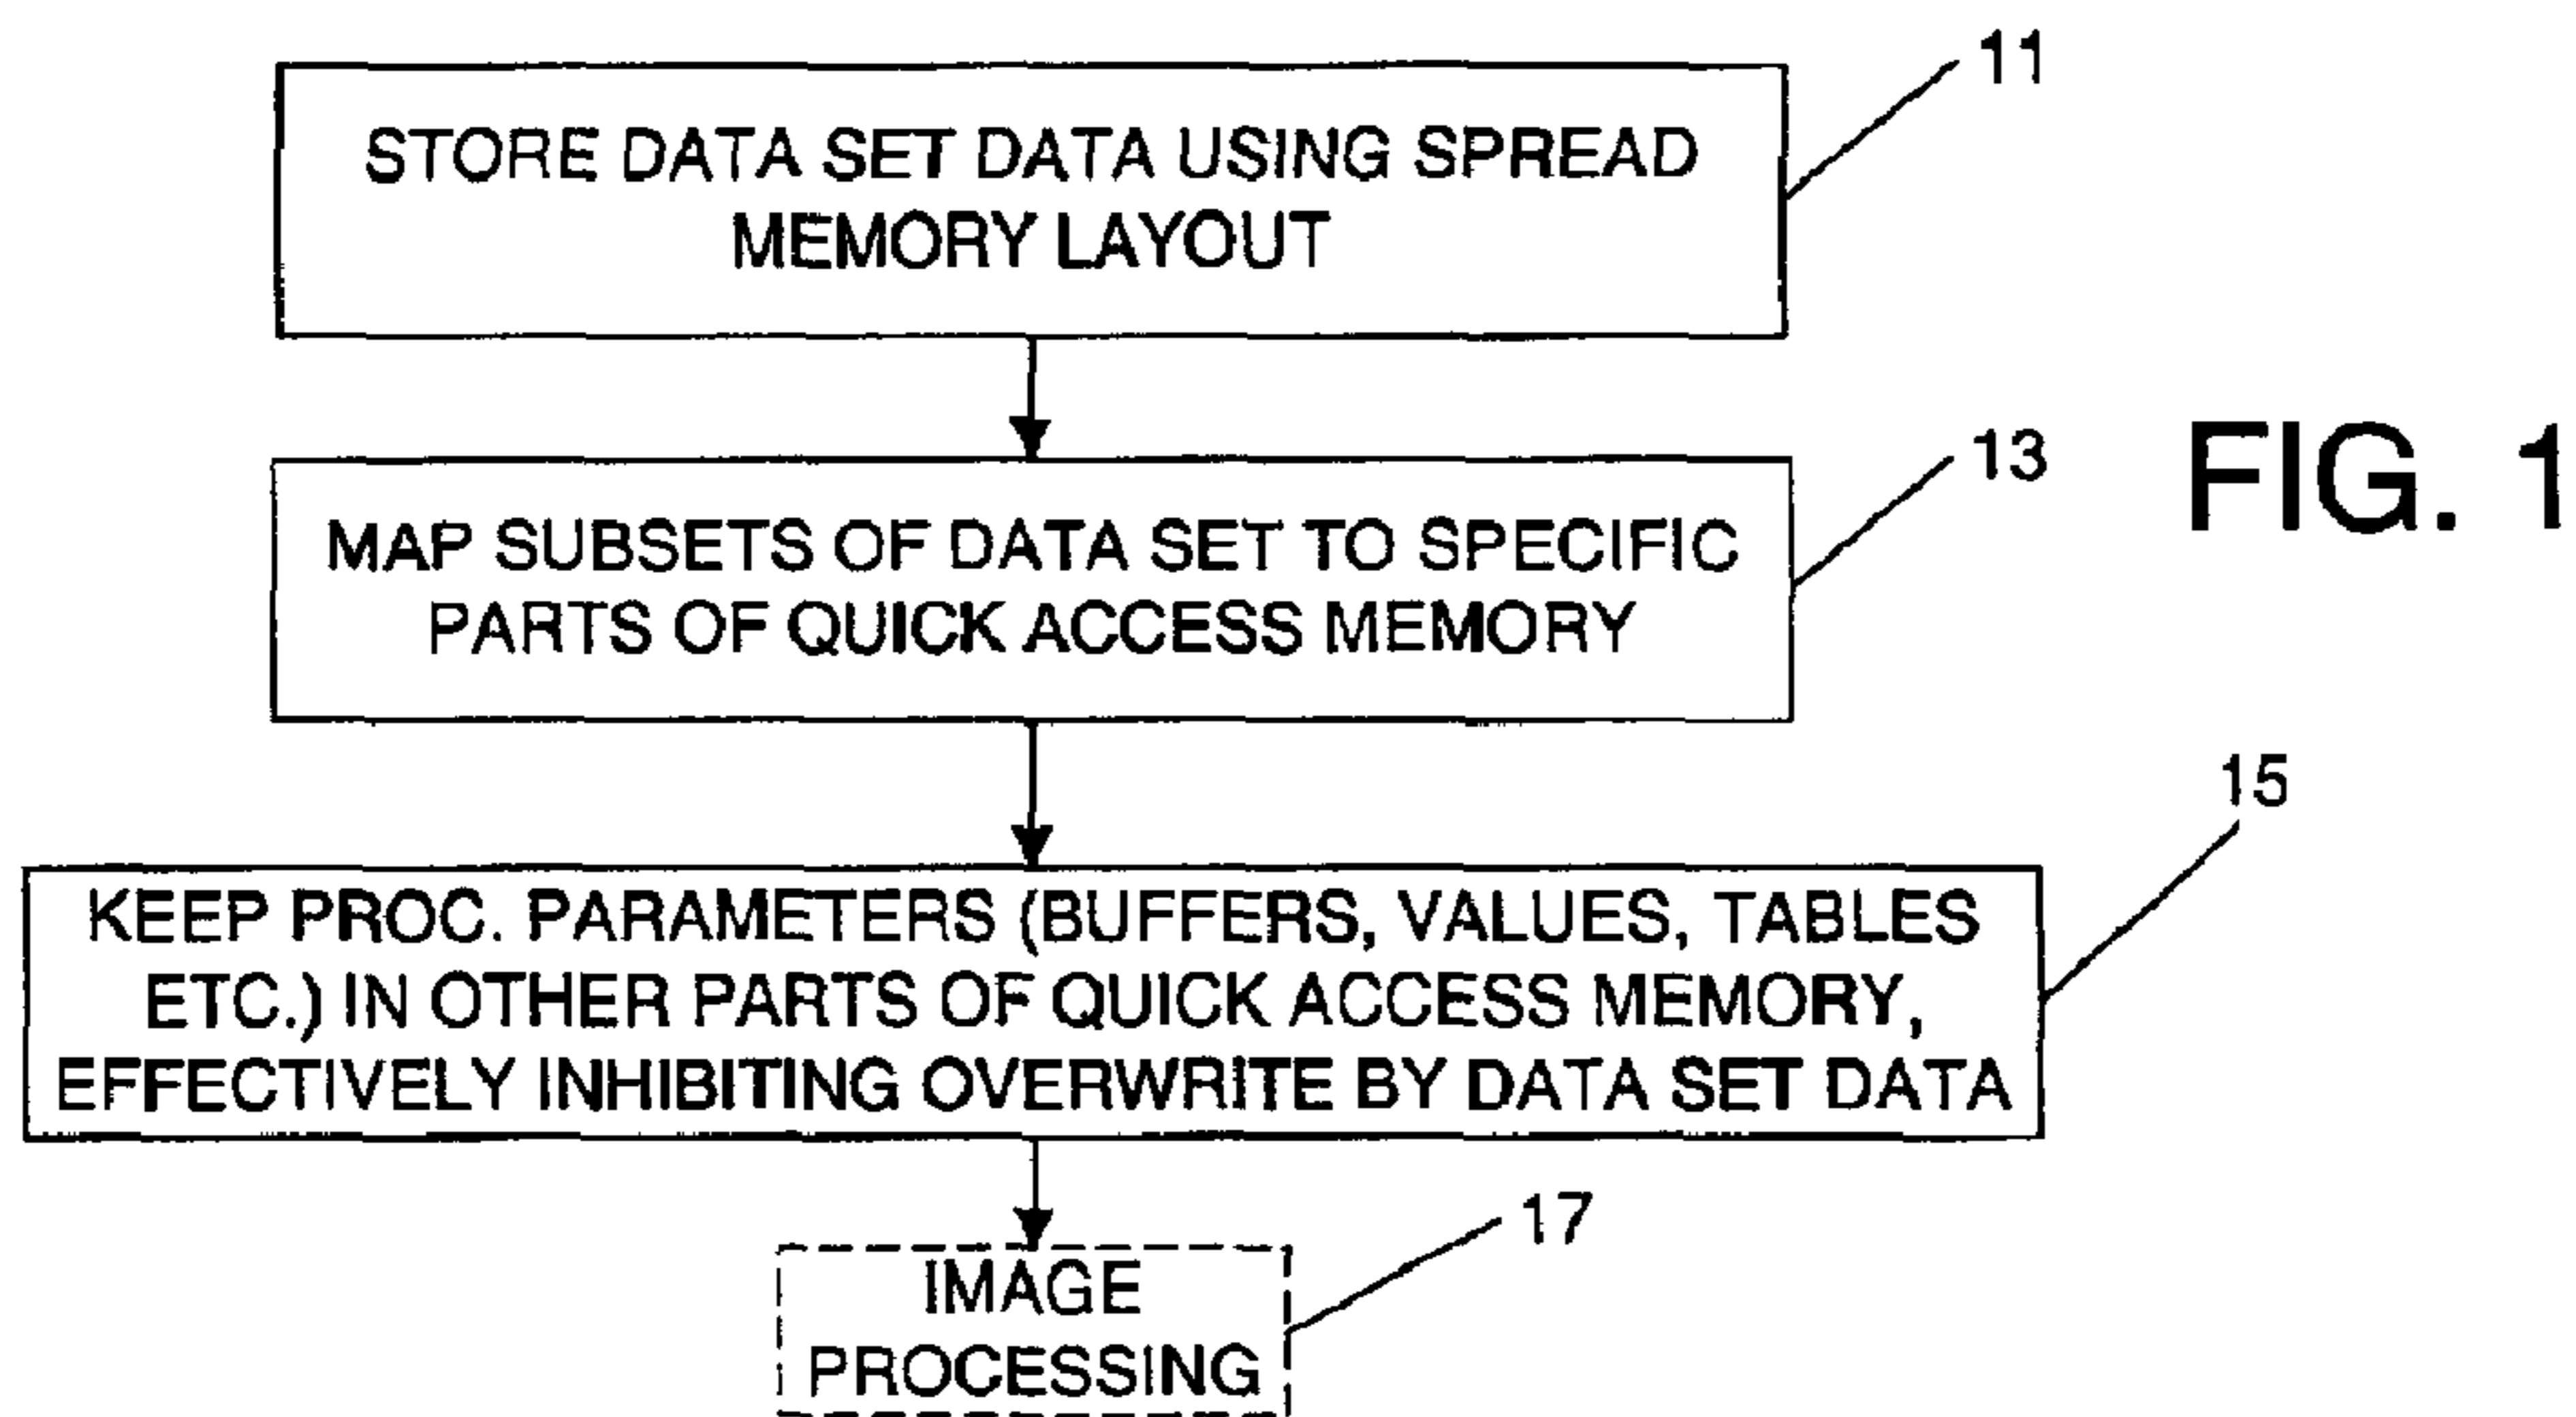 11
STORE DATA SET DATA USING SPREAD
MEMORY LAYOUT
13
FIG. 1
MAP SUBSETS OF DATA SET TO SPECIFIC
PARTS OF QUICK ACCESS MEMORY
15
KEEP PROC. PARAMETERS (BUFFERS, VALUES, TABLES
ETC.) IN OTHER PARTS OF QUICK ACCESS MEMORY,
EFFECTIVELY INHIBITING OVERWRITE BY DATA SET DATA
17
IMAGE
PROCESSING